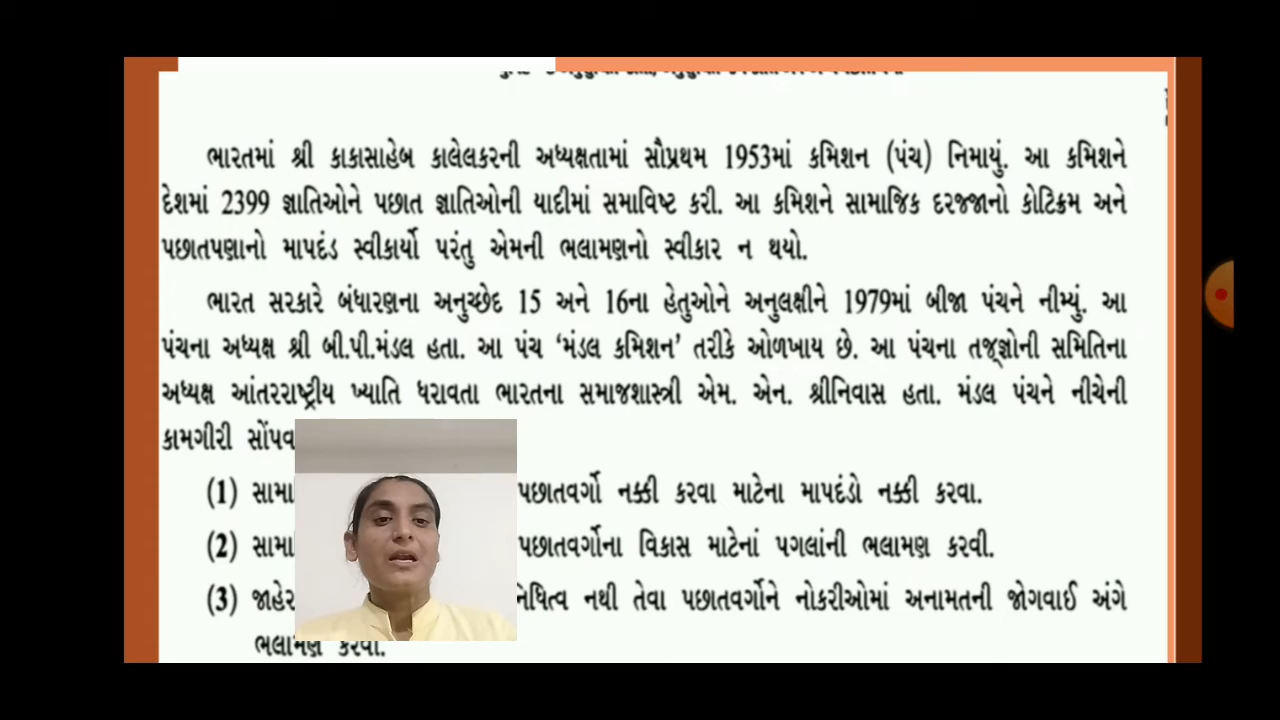 ભારતમાં શ્રી કાકાસાહેબ કાલેલકરની અધ્યક્ષતામાં સૌપ્રથમ 1953માં કમિશન (પંચ) નિમાયું. આ કમિશને
દેશમાં 2399 જ્ઞાતિઓને પછાત જ્ઞાતિઓની યાદીમાં સમાવિષ્ટ કરી. આ કમિશને સામાજિક દરજ્જાનો કોટિક્રમ અને
પછાતપણાનો માપદંડ સ્વીકાર્યો પરંતુ એમની ભલામણનો સ્વીકાર ન થયો.
ભારત સરકારે બંધારણના અનુચ્છેદ 15 અને 16ના હેતુઓને અનુલક્ષીને 1979માં બીજા પંચને નીમ્યું. આ
પંચના અધ્યક્ષ શ્રી બી.પી.મંડલ હતા. આ પંચ ‘મંડલ કમિશન’ તરીકે ઓળખાય છે. આ પંચના તજ્જ્ઞોની સમિતિના
અધ્યક્ષ આંતરરાષ્ટ્રીય ખ્યાતિ ધરાવતા ભારતના સમાજશાસ્ત્રી એમ. એન. શ્રીનિવાસ હતા. મંડલ પંચને નીચેની
કામગીરી સોંપવ
(1) સામા પછાતવર્ગો નક્કી કરવા માટેના માપદંડો નક્કી કરવા.
(2) સામા પછાતવર્ગોના વિકાસ માટેનાં પગલાંની ભલામણ કરવી.
(3) જાહેર નિધિત્વ નથી તેવા પછાતવર્ગોને નોકરીઓમાં અનામતની જોગવાઈ અંગે
ભલામણ કરવી.